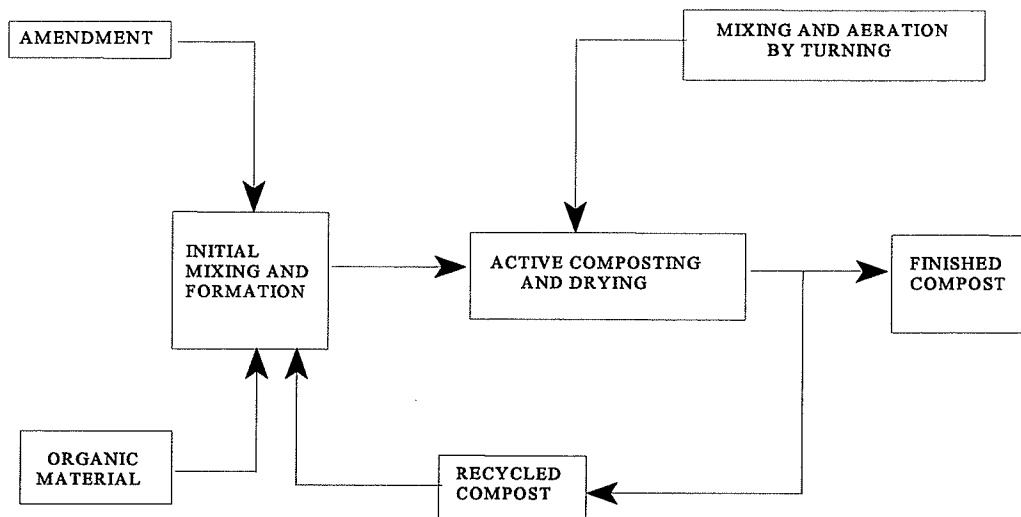 AMENDMENT
MIXING AND AERATION
BY TURNING
INITIAL
MIXING AND
FORMATION
ACTIVE COMPOSTING
AND DRYING
FINISHED
COMPOST
ORGANIC
MATERIAL
RECYCLED
COMPOST